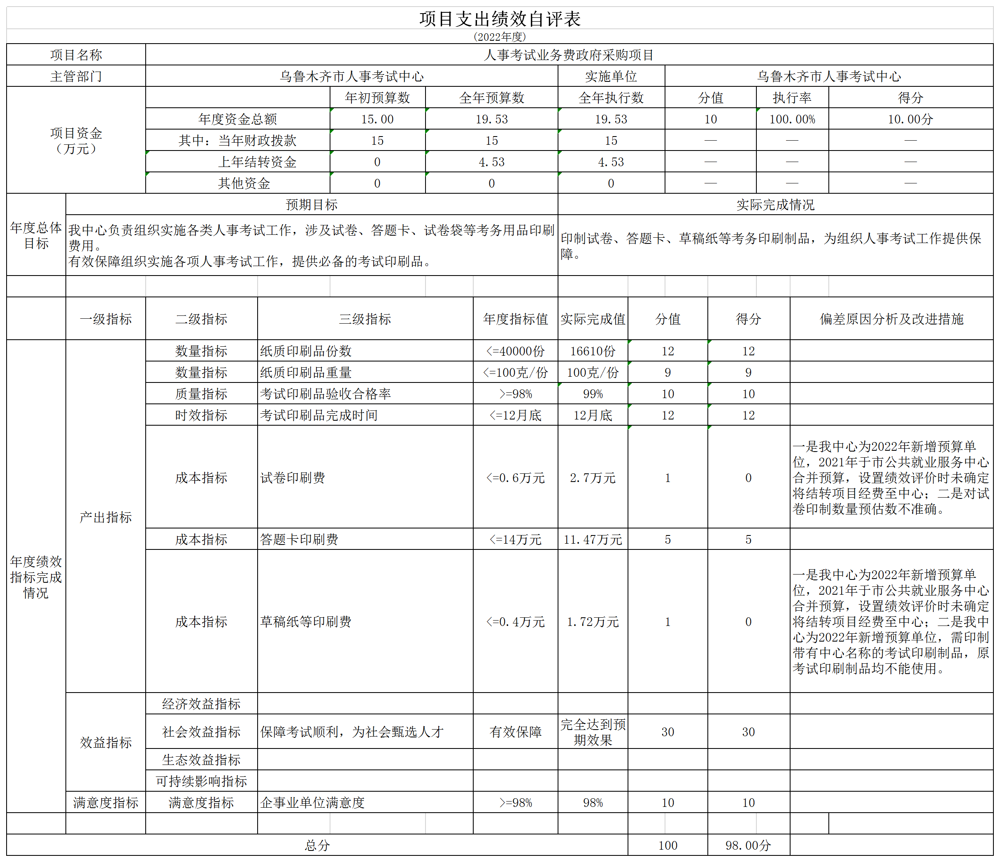 项目支出绩效自评表
(2022年度)
项目名称 人事考试业务费政府采购项目
主管部门 乌鲁木齐市人事考试中心 实施单位 乌鲁木齐市人事考试中心
项目资金
（万元）
年初预算数 全年预算数 全年执行数 分值 执行率 得分
年度资金总额 15.00 19.53 19.53 10 100.00% 10.00分
其中：当年财政拨款 15 15 15 — — —
上年结转资金 0 4.53 4.53 — — —
其他资金 0 0 0 — — —
年度总体
目标
预期目标 实际完成情况
我中心负责组织实施各类人事考试工作，涉及试卷、答题卡、试卷袋等考务用品印刷
费用。
有效保障组织实施各项人事考试工作，提供必备的考试印刷品。
印制试卷、答题卡、草稿纸等考务印刷制品，为组织人事考试工作提供保
障。
一级指标 二级指标 三级指标 年度指标值 实际完成值 分值 得分 偏差原因分析及改进措施
年度绩效
指标完成
情况
产出指标
数量指标 纸质印刷品份数 <=40000份 16610份 12 12
数量指标 纸质印刷品重量 <=100克/份 100克/份 9 9
质量指标 考试印刷品验收合格率 >=98% 99% 10 10
时效指标 考试印刷品完成时间 <=12月底 12月底 12 12
成本指标 试卷印刷费 <=0.6万元 2.7万元 1 0
一是我中心为2022年新增预算单
位，2021年于市公共就业服务中心
合并预算，设置绩效评价时未确定
将结转项目经费至中心；二是对试
卷印制数量预估数不准确。
成本指标 答题卡印刷费 <=14万元 11.47万元 5 5
成本指标 草稿纸等印刷费 <=0.4万元 1.72万元 1 0
一是我中心为2022年新增预算单
位，2021年于市公共就业服务中心
合并预算，设置绩效评价时未确定
将结转项目经费至中心；二是我中
心为2022年新增预算单位，需印制
带有中心名称的考试印刷制品，原
考试印刷制品均不能使用。
效益指标
经济效益指标
社会效益指标 保障考试顺利，为社会甄选人才 有效保障
完全达到预
期效果
30 30
生态效益指标
可持续影响指标
满意度指标 满意度指标 企事业单位满意度 >=98% 98% 10 10
总分 100 98.00分